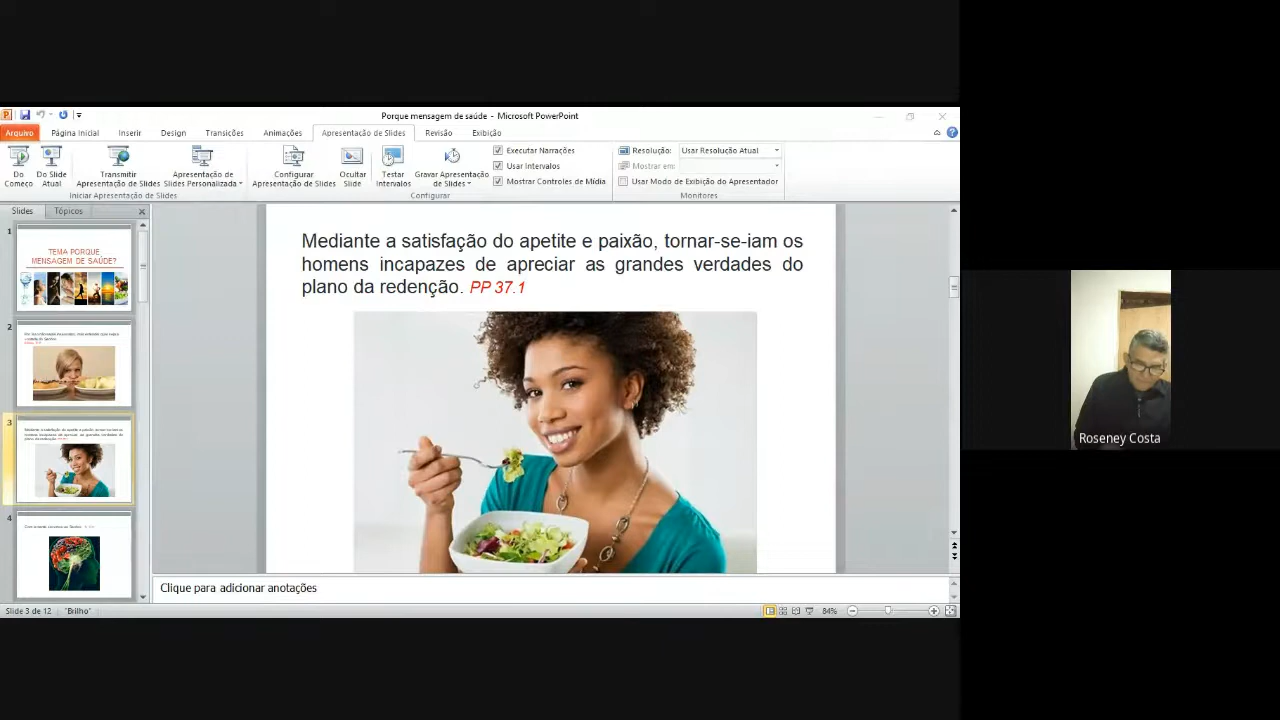 Porque mensagem de saúde - Microsoft PowerPoint
Arquivo Página Inicial Inserir Design Transições Animações Apresentação de Slides Revisão Exibição
Do Começo
Do Slide Atual
Transmitir Apresentação de Slides
Apresentação de Slides Personalizada
Iniciar Apresentação de Slides
Configurar Apresentação de Slides
Ocultar Slide
Testar Intervalos
Gravar Apresentação de Slides
Executar Narrações
Usar Intervalos
Mostrar Controles de Mídia
Configurar
Resolução: Usar Resolução Atual
Mostrar em:
Usar Modo de Exibição do Apresentador
Monitores
Slides Tópicos
1
TEMA PORQUE
MENSAGEM DE SAÚDE?
2
3
4
Mediante a satisfação do apetite e paixão, tornar-se-iam os
homens incapazes de apreciar as grandes verdades do
plano da redenção. PP 37.1
Clique para adicionar anotações
Slide 3 de 12 "Brilho" 84%
Roseney Costa